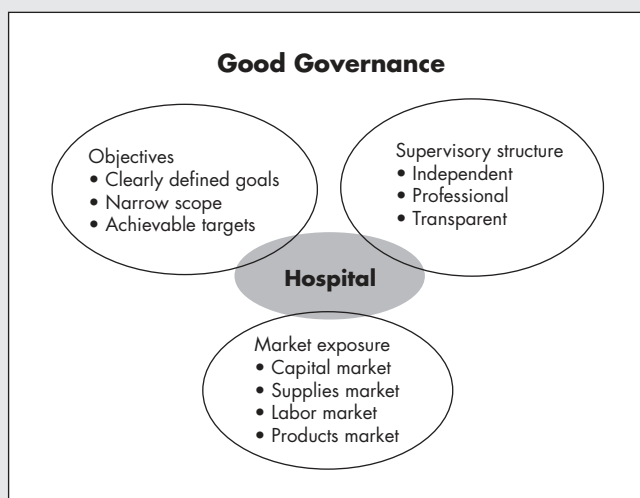 Good Governance
Objectives
• Clearly defined goals
• Narrow scope
• Achievable targets
Supervisory structure
• Independent
• Professional
• Transparent
Hospital
Market exposure
• Capital market
• Supplies market
• Labor market
• Products market